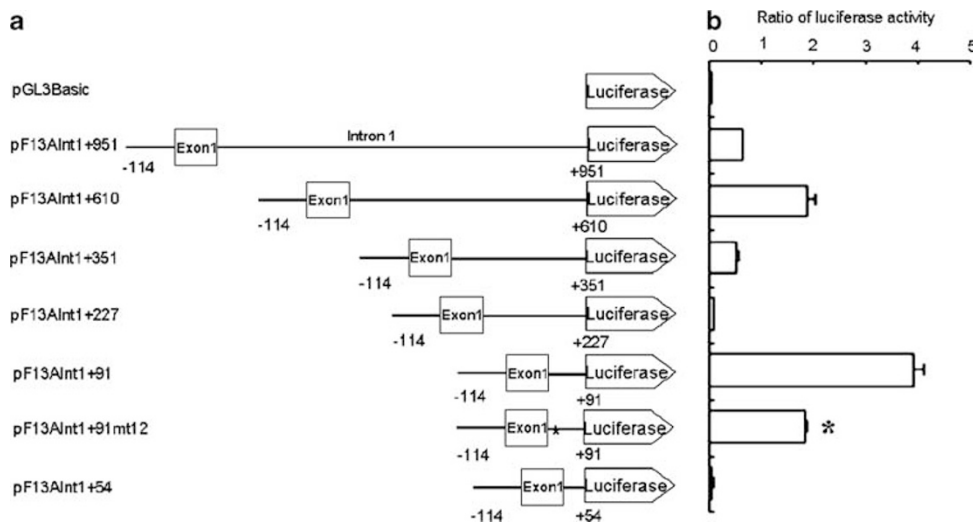 a
b
Ratio of luciferase activity
0 1 2 3 4 5
pGL3Basic
Luciferase
pF13AInt1+951
Exon1
Intron 1
Luciferase
-114
+951
pF13AInt1+610
Exon1
Luciferase
-114
+610
pF13AInt1+351
Exon1
Luciferase
-114
+351
pF13AInt1+227
Exon1
Luciferase
-114
+227
pF13AInt1+91
Exon1
Luciferase
-114
+91
pF13AInt1+91mt12
Exon1
*
Luciferase
*
-114
+91
pF13AInt1+54
Exon1
Luciferase
-114
+54